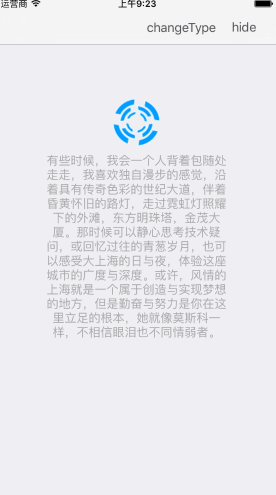 运营商 上午9:23
changeType hide
有些时候，我会一个人背着包随处
走走，我喜欢独自漫步的感觉，沿
着具有传奇色彩的世纪大道，伴着
昏黄怀旧的路灯，走过霓虹灯照耀
下的外滩，东方明珠塔，金茂大
厦。那时候可以静心思考技术疑
问，或回忆过往的青葱岁月，也可
以感受大上海的日与夜，体验这座
城市的广度与深度。或许，风情的
上海就是一个属于创造与实现梦想
的地方，但是勤奋与努力是你在这
里立足的根本，她就像莫斯科一
样，不相信眼泪也不同情弱者。